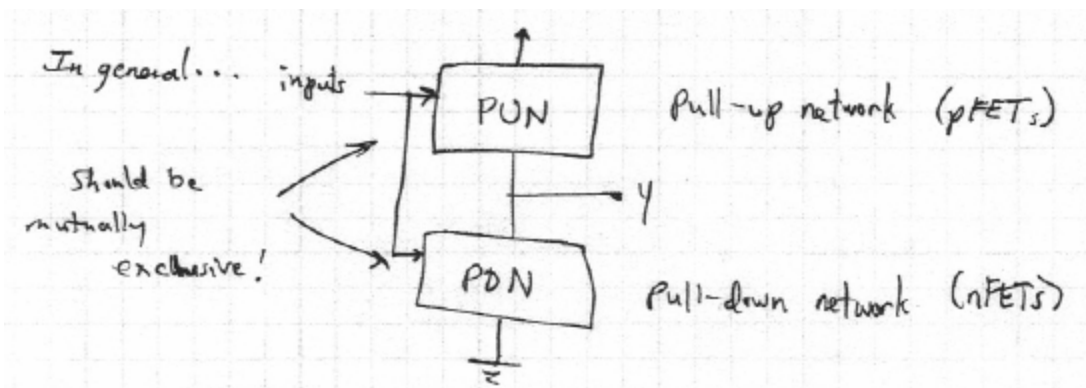 In general...
inputs
PUN
Pull-up network (pFETs)
Should be
mutually
exclusive!
Y
PDN
Pull-down network (nFETs)